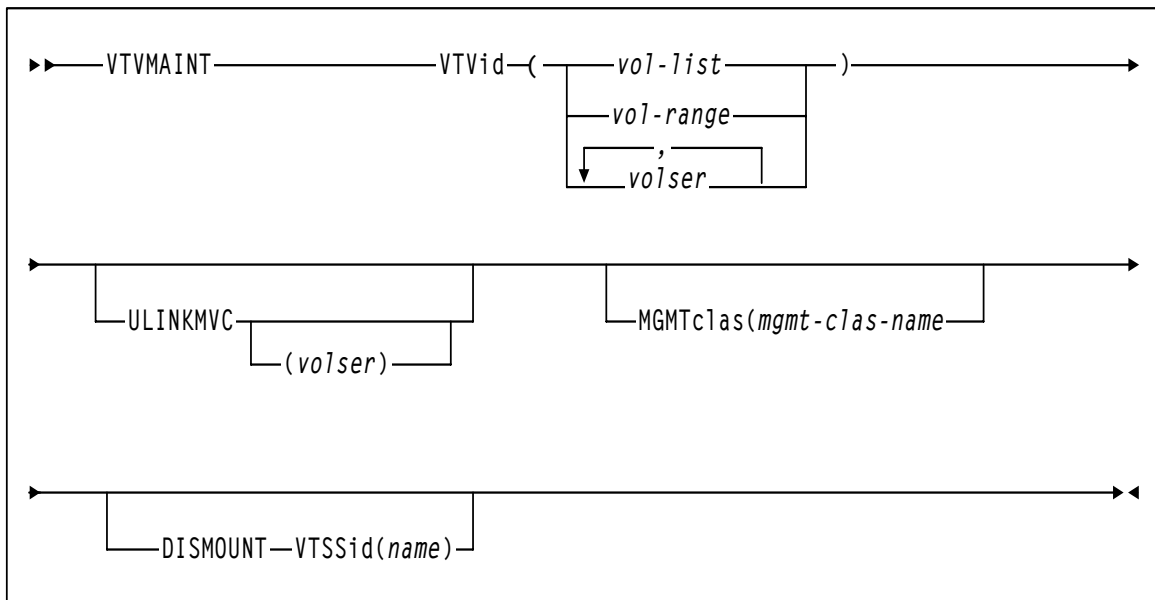 VTVMAINT VTVid ( vol-list )
vol-range
,
volser
ULINKMVC MGMTclas(mgmt-clas-name
(volser)
DISMOUNT VTSSid(name)